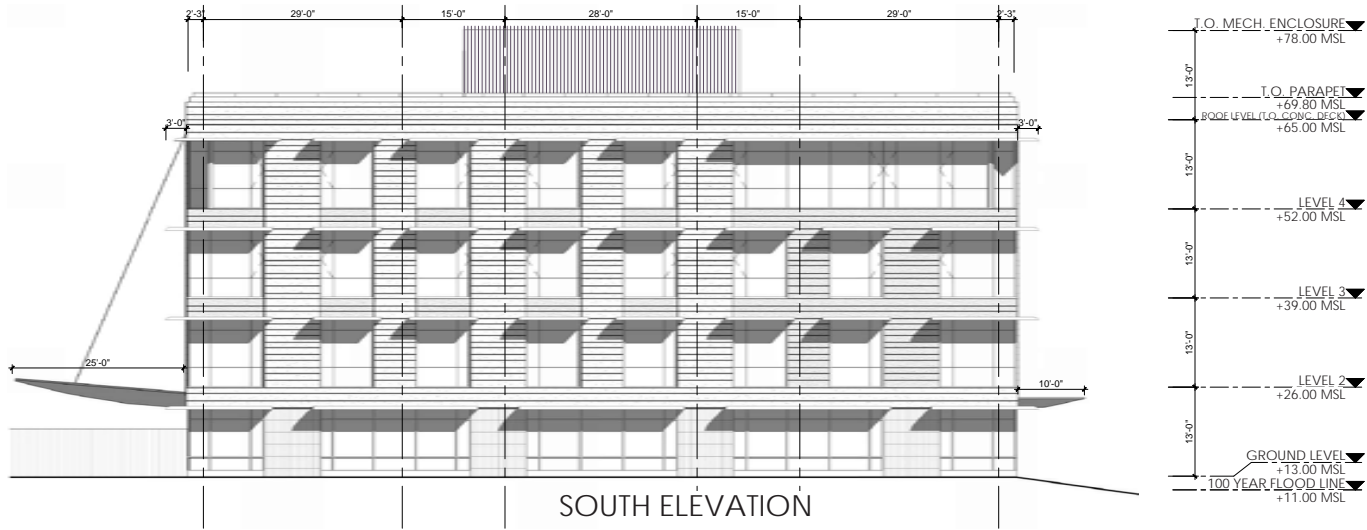 2'-3" 29'-0" 15'-0" 28'-0" 15'-0" 29'-0" 2'-3"
T.O. MECH. ENCLOSURE
+78.00 MSL
13'-0"
T.O. PARAPET
+69.80 MSL
ROOF LEVEL (T.O. CONC. DECK)
+65.00 MSL
3'-0" 3'-0"
13'-0"
LEVEL 4
+52.00 MSL
13'-0"
LEVEL 3
+39.00 MSL
13'-0"
25'-0"
LEVEL 2
+26.00 MSL
10'-0"
13'-0"
GROUND LEVEL
+13.00 MSL
100 YEAR FLOOD LINE
+11.00 MSL
SOUTH ELEVATION